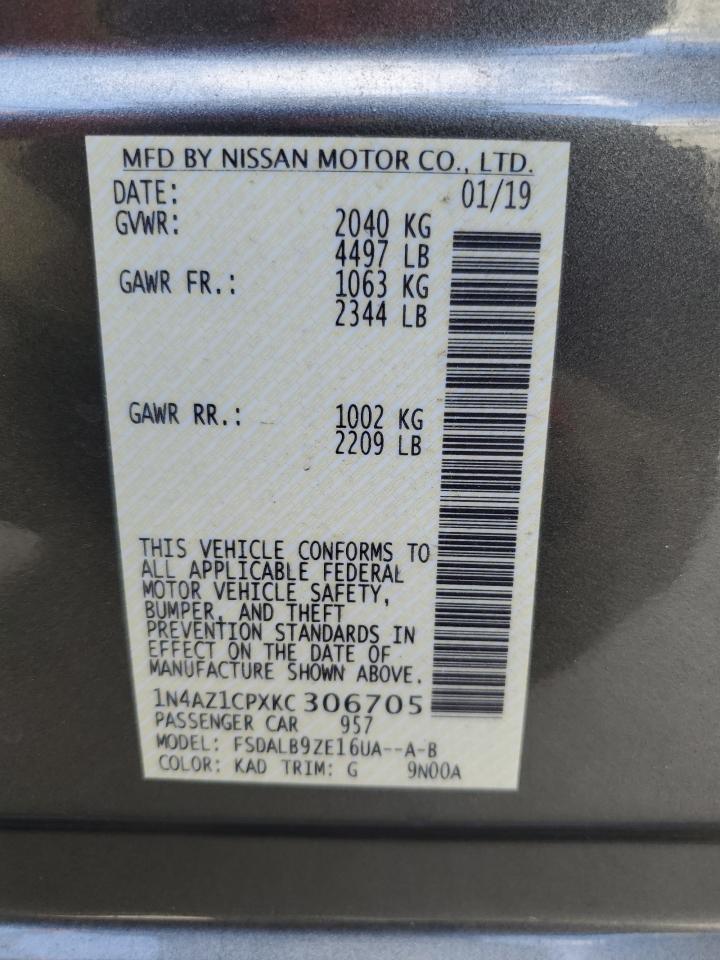 MFD BY NISSAN MOTOR CO., LTD.
DATE: 01/19
GVWR: 2040 KG
4497 LB
GAWR FR.: 1063 KG
2344 LB
GAWR RR.: 1002 KG
2209 LB
THIS VEHICLE CONFORMS TO
ALL APPLICABLE FEDERAL
MOTOR VEHICLE SAFETY,
BUMPER, AND THEFT
PREVENTION STANDARDS IN
EFFECT ON THE DATE OF
MANUFACTURE SHOWN ABOVE.
1N4AZ1CPXKC 306705
PASSENGER CAR 957
MODEL: FSDALB9ZE16UA--A-B
COLOR: KAD TRIM: G 9N00A